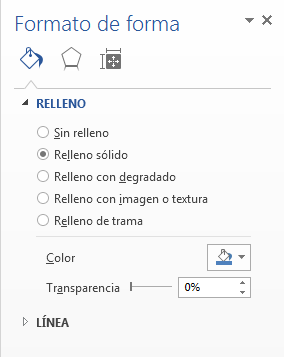 Formato de forma
RELLENO
Sin relleno
Relleno sólido
Relleno con degradado
Relleno con imagen o textura
Relleno de trama
Color
Transparencia 0%
LÍNEA